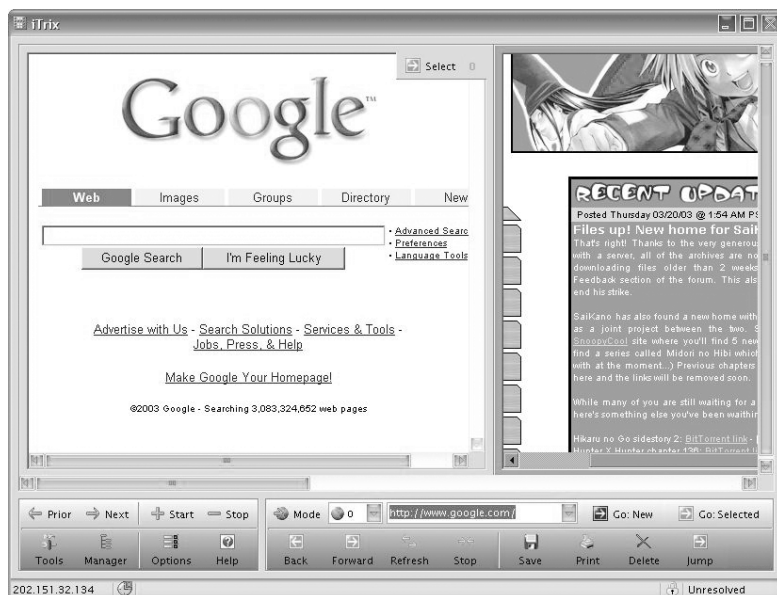 iTrix
Select 0
Google™
Web Images Groups Directory New
Advanced Searc
Preferences
Language Tools
Google Search I'm Feeling Lucky
Advertise with Us - Search Solutions - Services & Tools -
Jobs, Press, & Help
Make Google Your Homepage!
©2003 Google - Searching 3,083,324,652 web pages
RECENT UPDAT
Posted Thursday 03/20/03 @ 1:54 AM PS
Files up! New home for SaiK
That's right! Thanks to the very generou
with a server, all of the archives are no
downloading files older than 2 weeks
Feedback section of the forum. This als
end his strike.
SaiKano has also found a new home with
as a joint project between the two. S
SnoopyCool site where you'll find 5 new
find a series called Midori no Hibi which
with at the moment...) Previous chapters
here and the links will be removed soon.
While many of you are still waiting for a
here's something else you've been waithin
Hikaru no Go sidestory 2: BitTorrent link - [
Hunter X Hunter chapter 136: BitTorrent l
Prior Next Start Stop
Mode 0 http://www.google.com/ Go: New Go: Selected
Tools Manager Options Help
Back Forward Refresh Stop Save Print Delete Jump
202.151.32.134
Unresolved